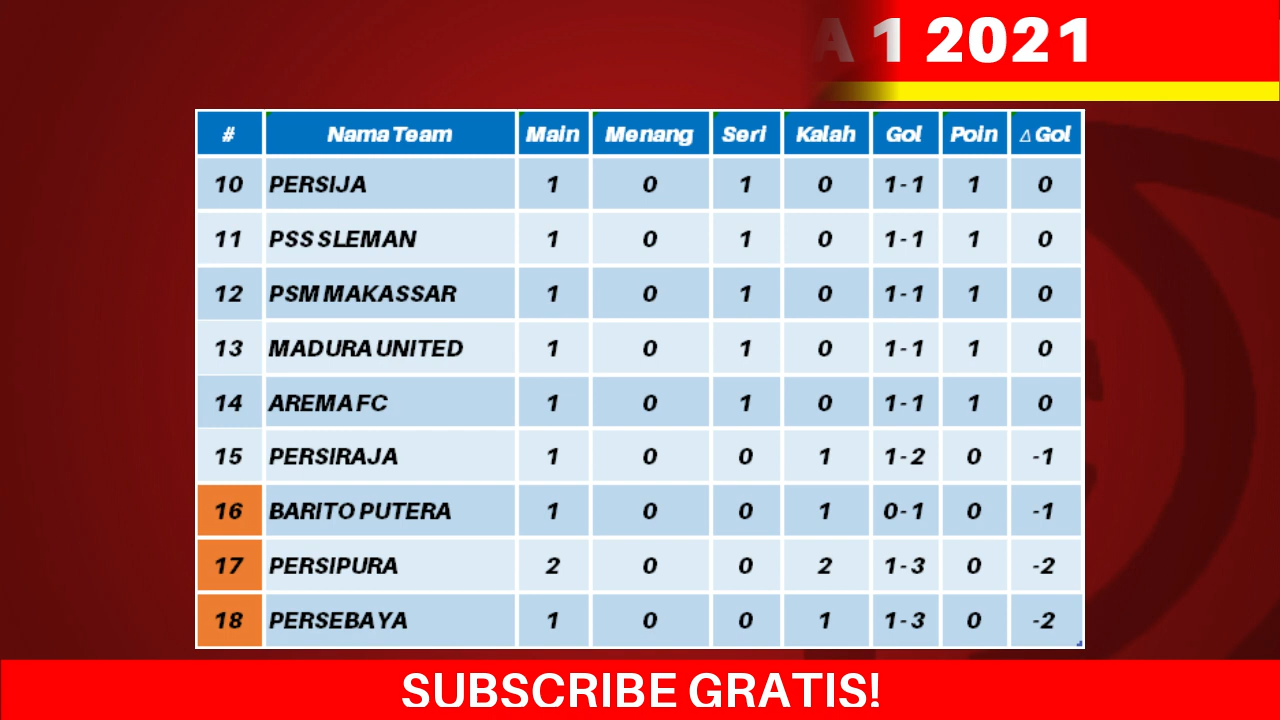 A 1 2021
# Nama Team Main Menang Seri Kalah Gol Poin △ Gol
10 PERSIJA 1 0 1 0 1-1 1 0
11 PSS SLEMAN 1 0 1 0 1-1 1 0
12 PSM MAKASSAR 1 0 1 0 1-1 1 0
13 MADURA UNITED 1 0 1 0 1-1 1 0
14 AREMA FC 1 0 1 0 1-1 1 0
15 PERSIRAJA 1 0 0 1 1-2 0 -1
16 BARITO PUTERA 1 0 0 1 0-1 0 -1
17 PERSIPURA 2 0 0 2 1-3 0 -2
18 PERSEBAYA 1 0 0 1 1-3 0 -2
SUBSCRIBE GRATIS!